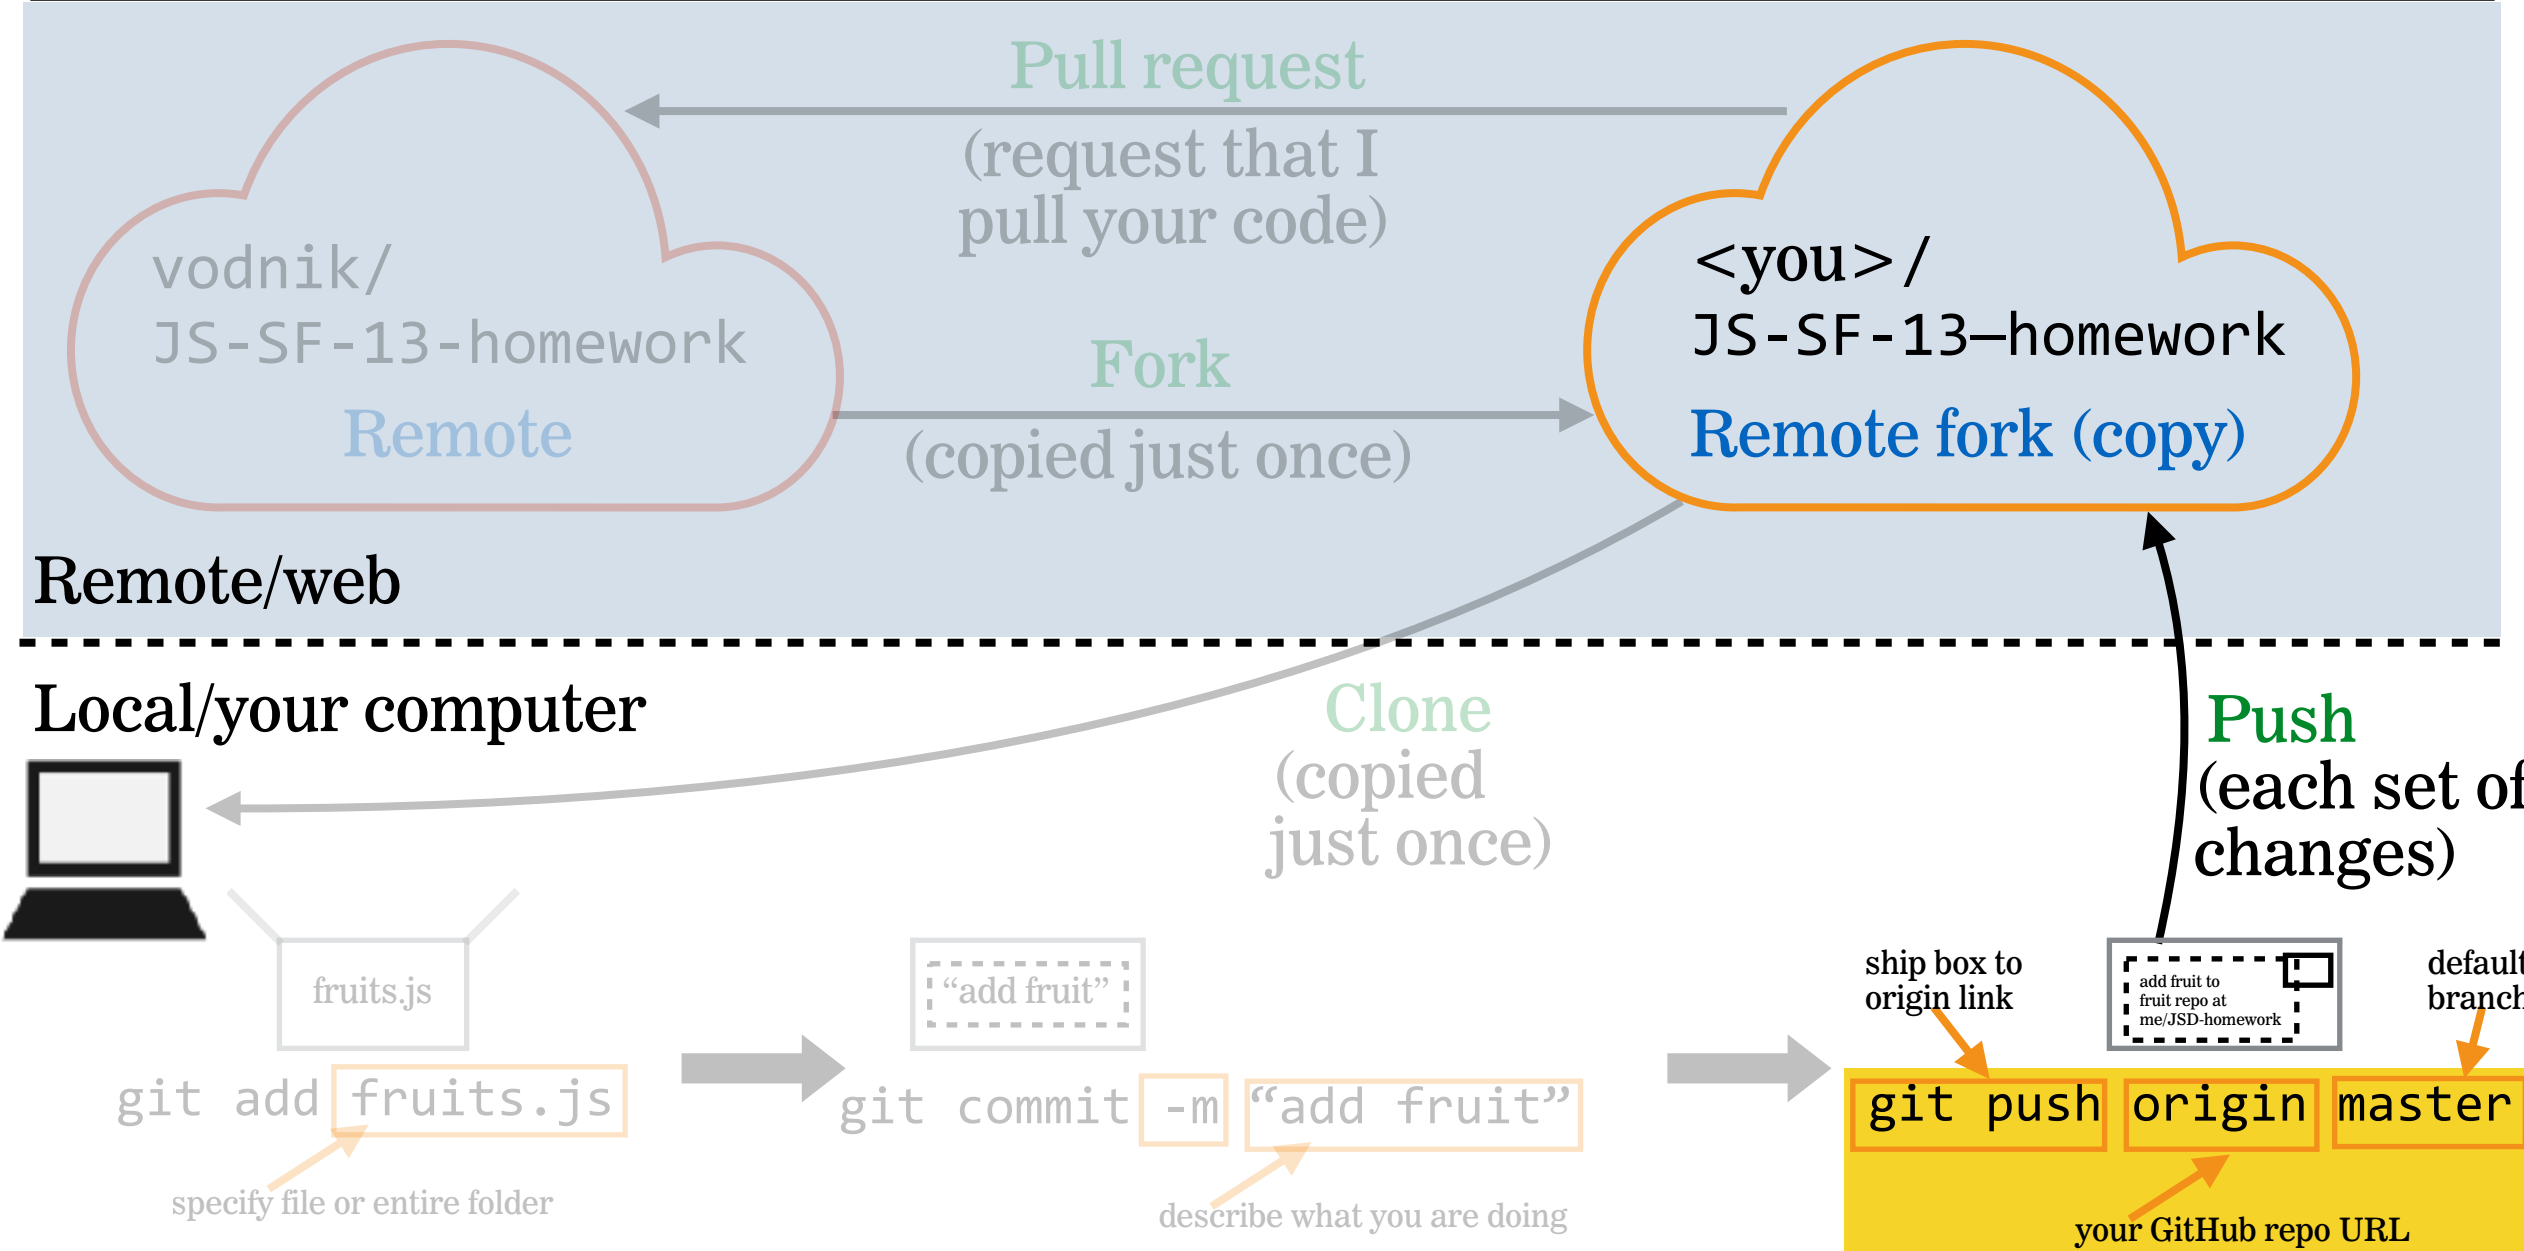 Pull request
(request that I
pull your code)
vodnik/
JS-SF-13-homework
Remote
Fork
(copied just once)
<you>/
JS-SF-13—homework
Remote fork (copy)
Remote/web
Local/your computer
Clone
(copied
just once)
Push
(each set of
changes)
fruits.js
git add fruits.js
specify file or entire folder
“add fruit”
git commit -m “add fruit”
describe what you are doing
ship box to
origin link
add fruit to
fruit repo at
me/JSD-homework
default
branch
git push origin master
your GitHub repo URL